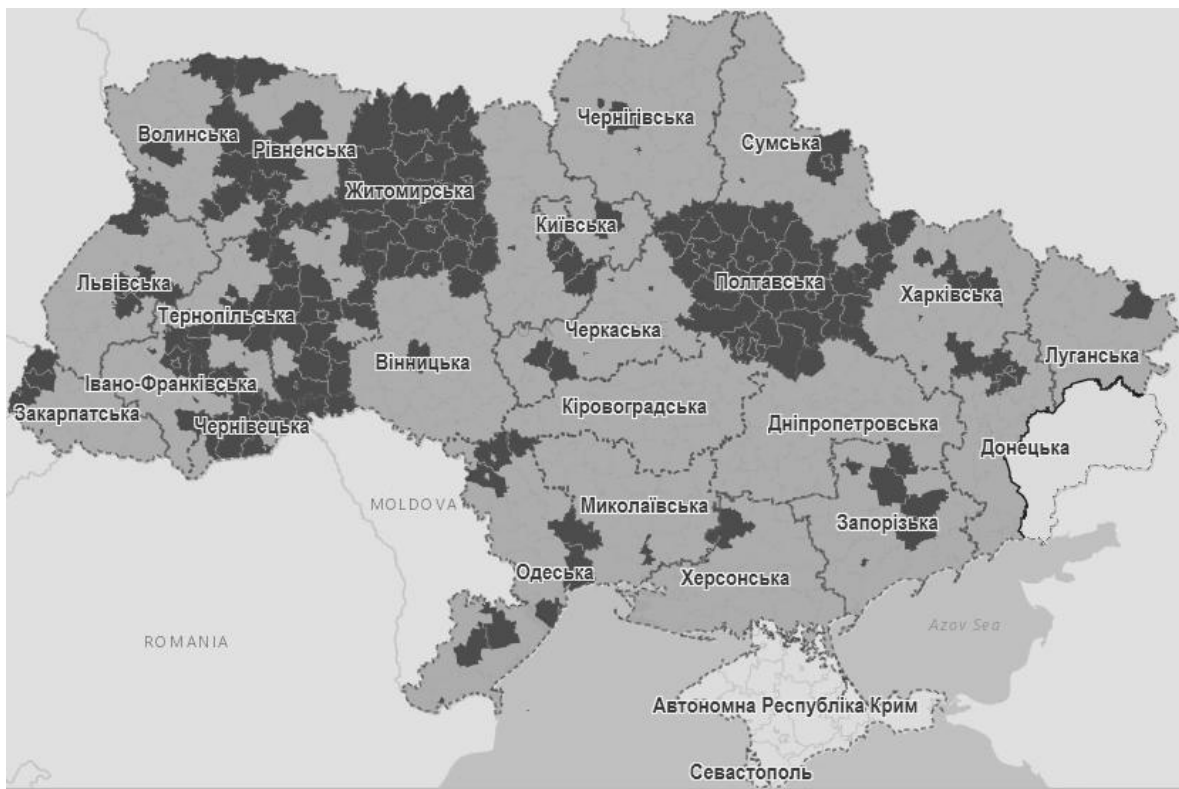 Чернігівська
Волинська
Рівненська
Сумська
Житомирська
Київська
Львівська
Тернопільська
Полтавська
Харківська
Черкаська
Вінницька
Луганська
Івано-Франківська
Закарпатська
Чернівецька
Кіровоградська
Дніпропетровська
Донецька
MOLDOVA
Миколаївська
Запорізька
Одеська
Херсонська
ROMANIA
Azov Sea
Автономна Республіка Крим
Севастополь